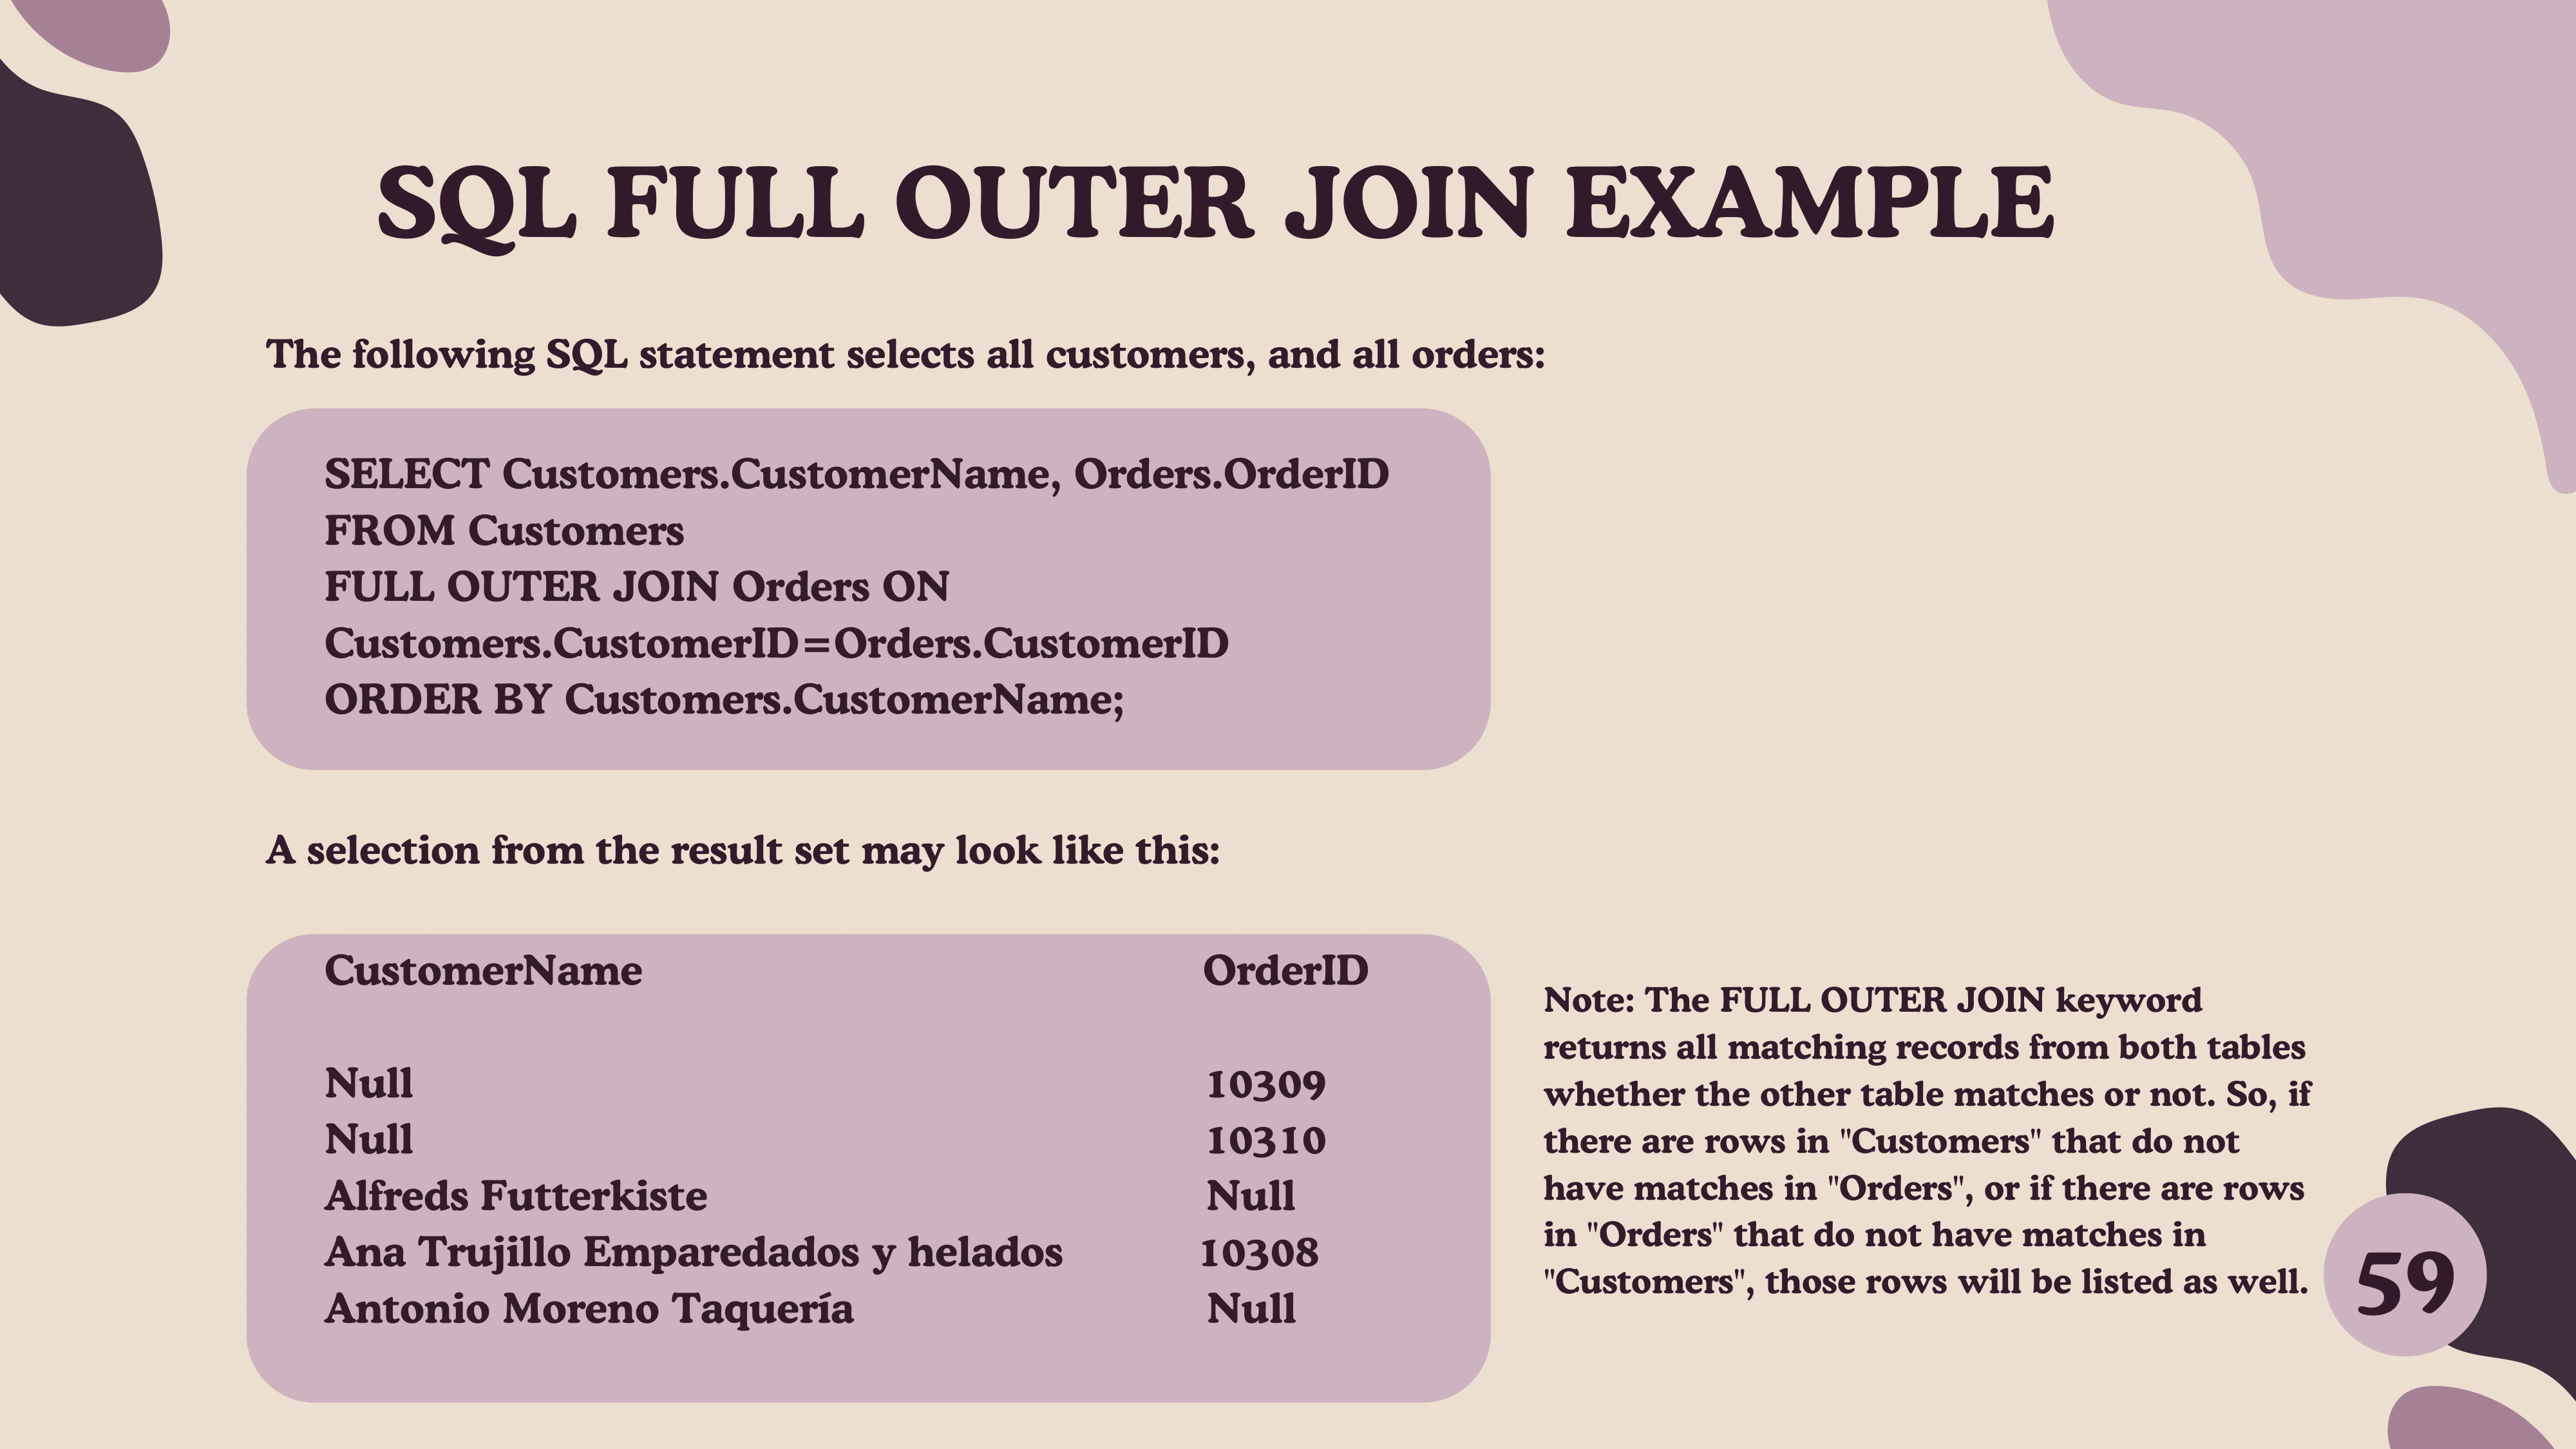 SQL FULL OUTER JOIN EXAMPLE
The following SQL statement selects all customers, and all orders:
SELECT Customers.CustomerName, Orders.OrderID
FROM Customers
FULL OUTER JOIN Orders ON
Customers.CustomerID=Orders.CustomerID
ORDER BY Customers.CustomerName;
A selection from the result set may look like this:
CustomerName OrderID
Null 10309
Null 10310
Alfreds Futterkiste Null
Ana Trujillo Emparedados y helados 10308
Antonio Moreno Taquería Null
Note: The FULL OUTER JOIN keyword
returns all matching records from both tables
whether the other table matches or not. So, if
there are rows in "Customers" that do not
have matches in "Orders", or if there are rows
in "Orders" that do not have matches in
"Customers", those rows will be listed as well.
59